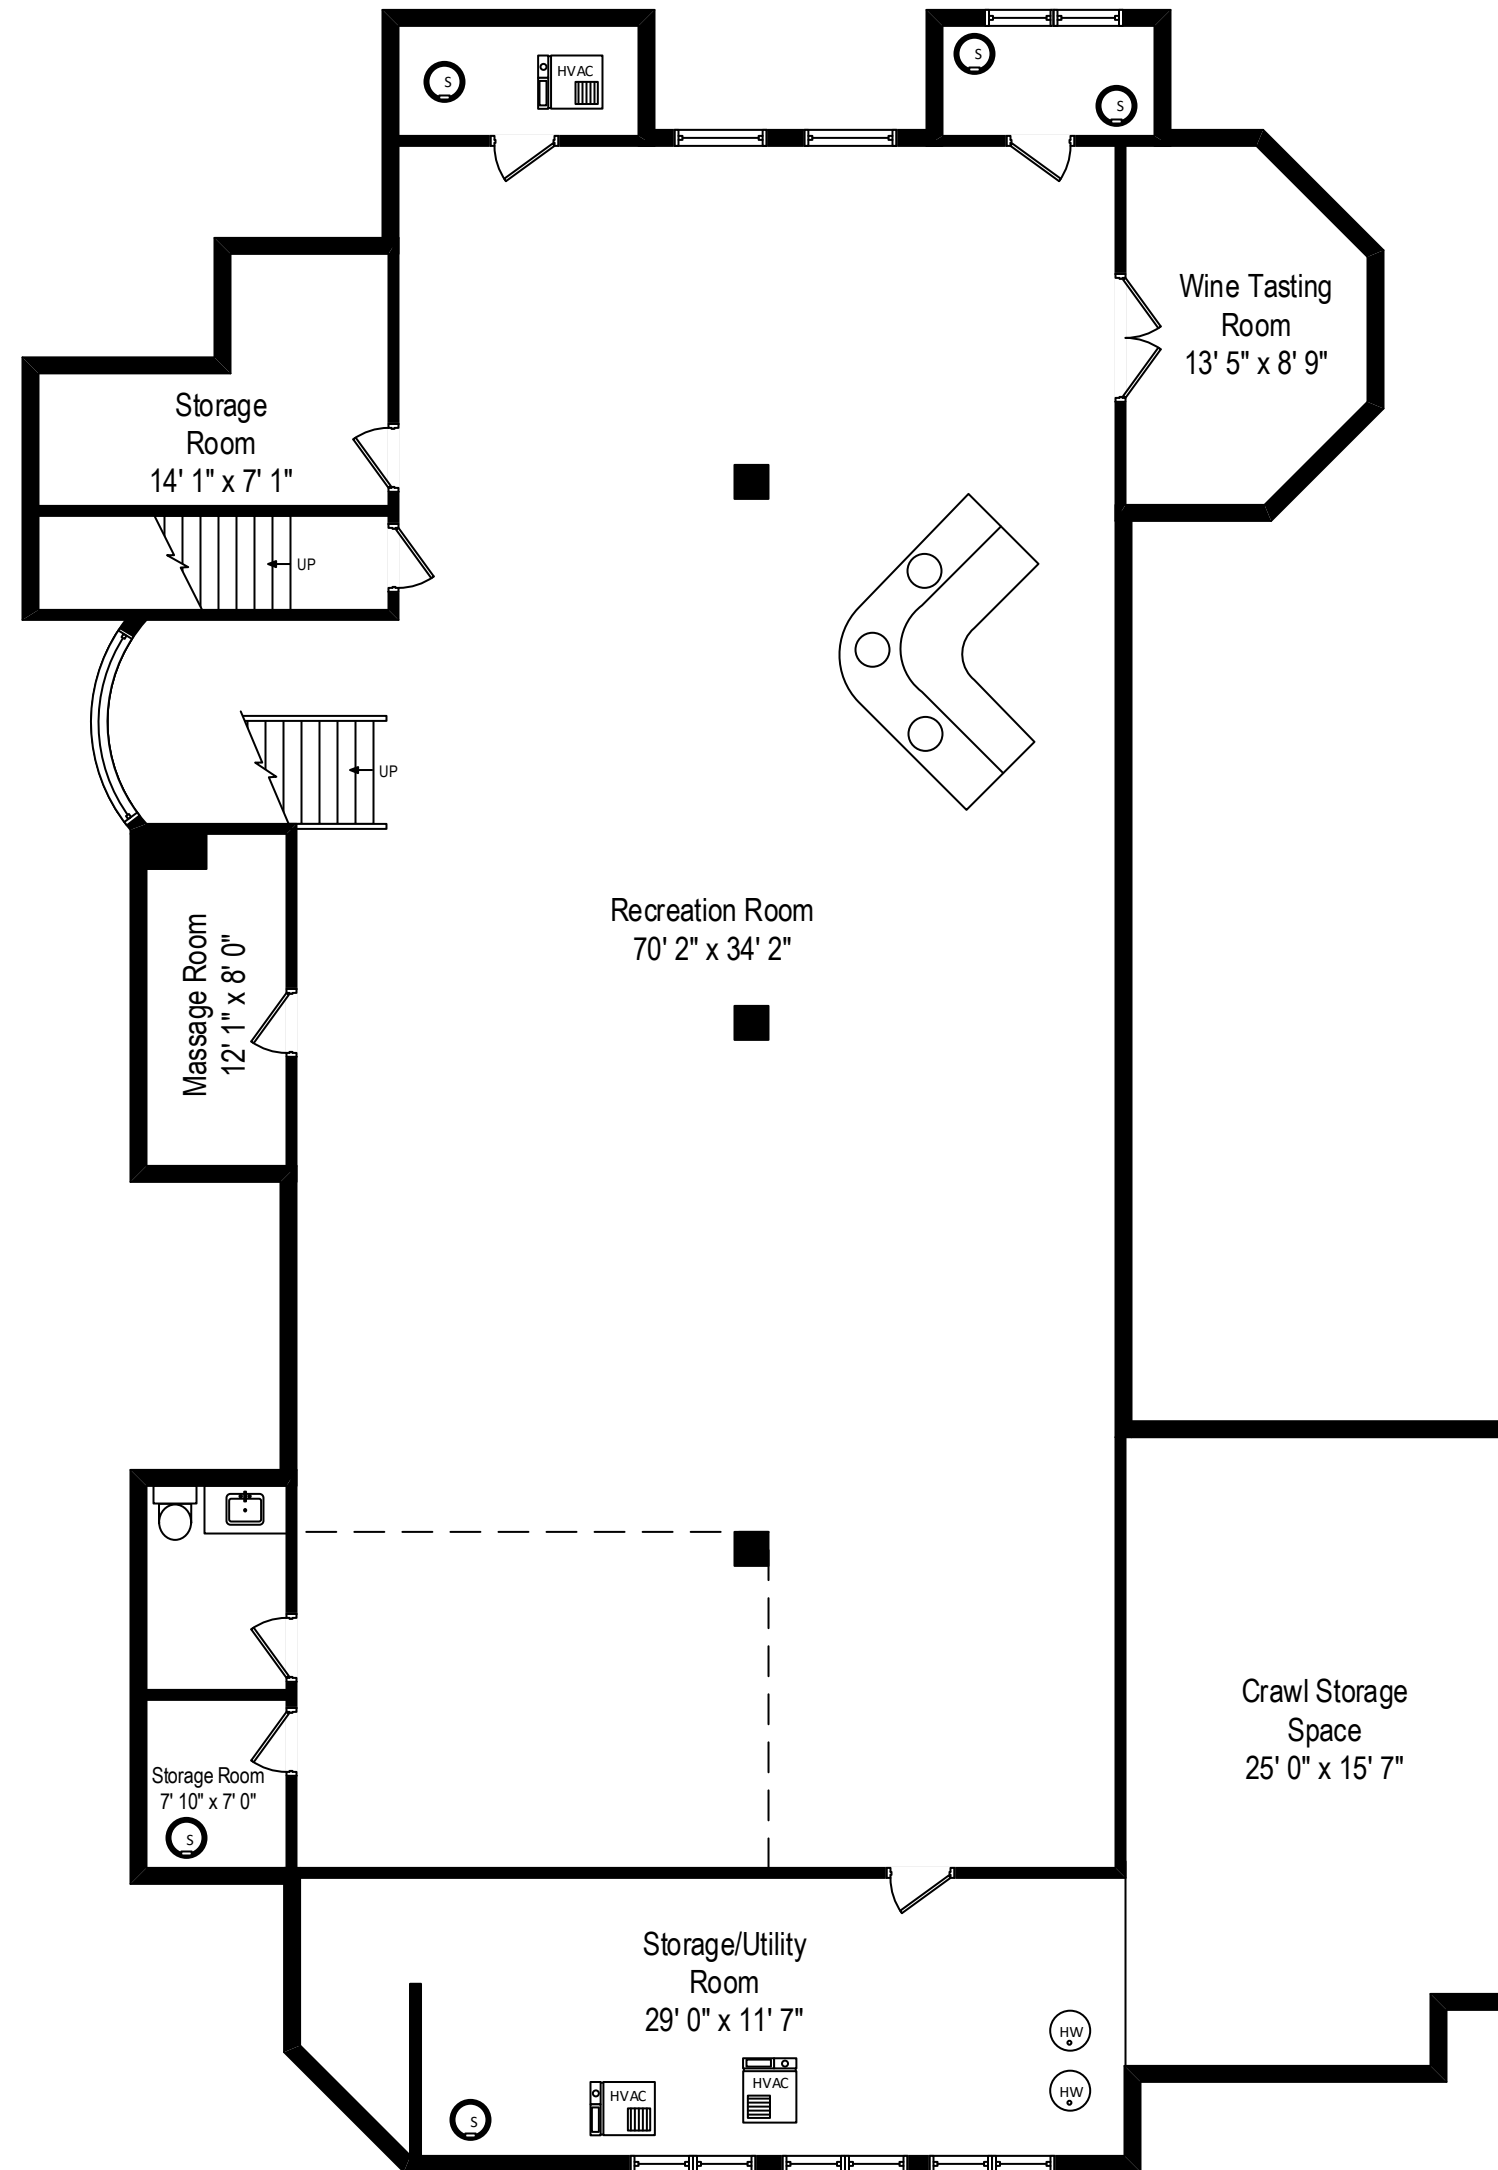 S
HVAC
S
S
Wine Tasting
Room
13' 5" x 8' 9"
Storage
Room
14' 1" x 7' 1"
UP
UP
Recreation Room
70' 2" x 34' 2"
Massage Room
12' 1" x 8' 0"
Crawl Storage
Space
25' 0" x 15' 7"
Storage Room
7' 10" x 7' 0"
S
Storage/Utility
Room
29' 0" x 11' 7"
HW
HW
HVAC
HVAC
S